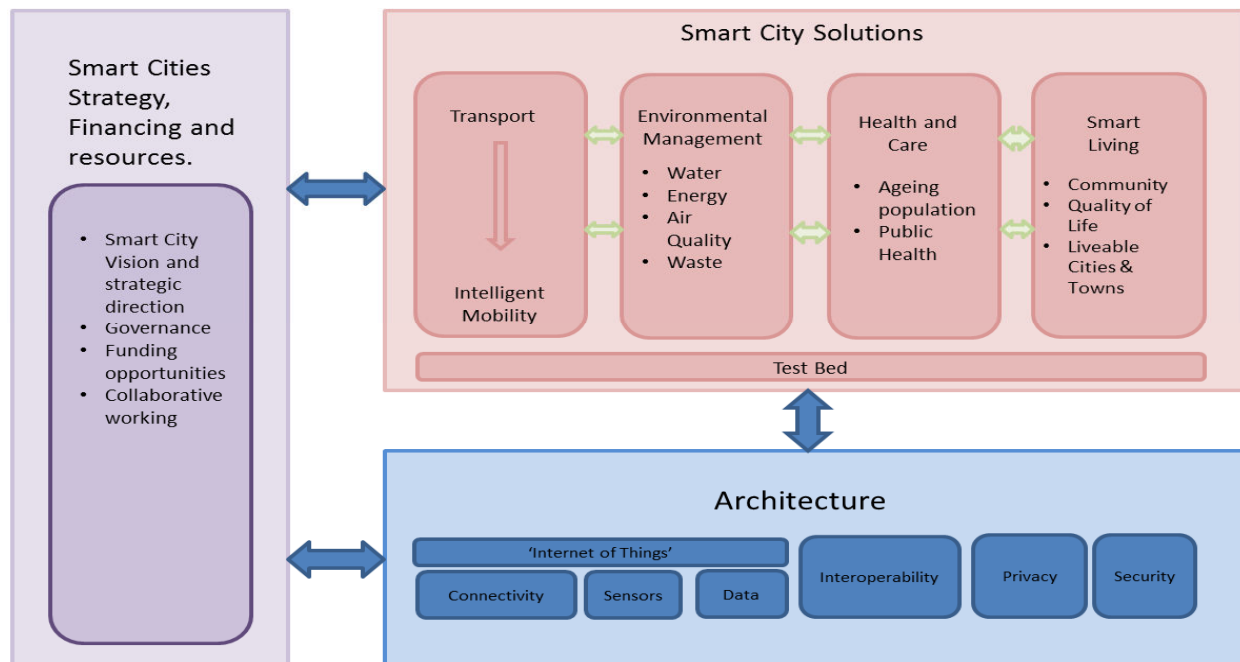 Smart Cities
Strategy,
Financing and
resources.
• Smart City
Vision and
strategic
direction
• Governance
• Funding
opportunities
• Collaborative
working
Smart City Solutions
Transport
Intelligent
Mobility
Environmental
Management
• Water
• Energy
• Air
Quality
• Waste
Health and
Care
• Ageing
population
• Public
Health
Smart
Living
• Community
• Quality of
Life
• Liveable
Cities &
Towns
Test Bed
Architecture
'Internet of Things'
Connectivity
Sensors
Data
Interoperability
Privacy
Security